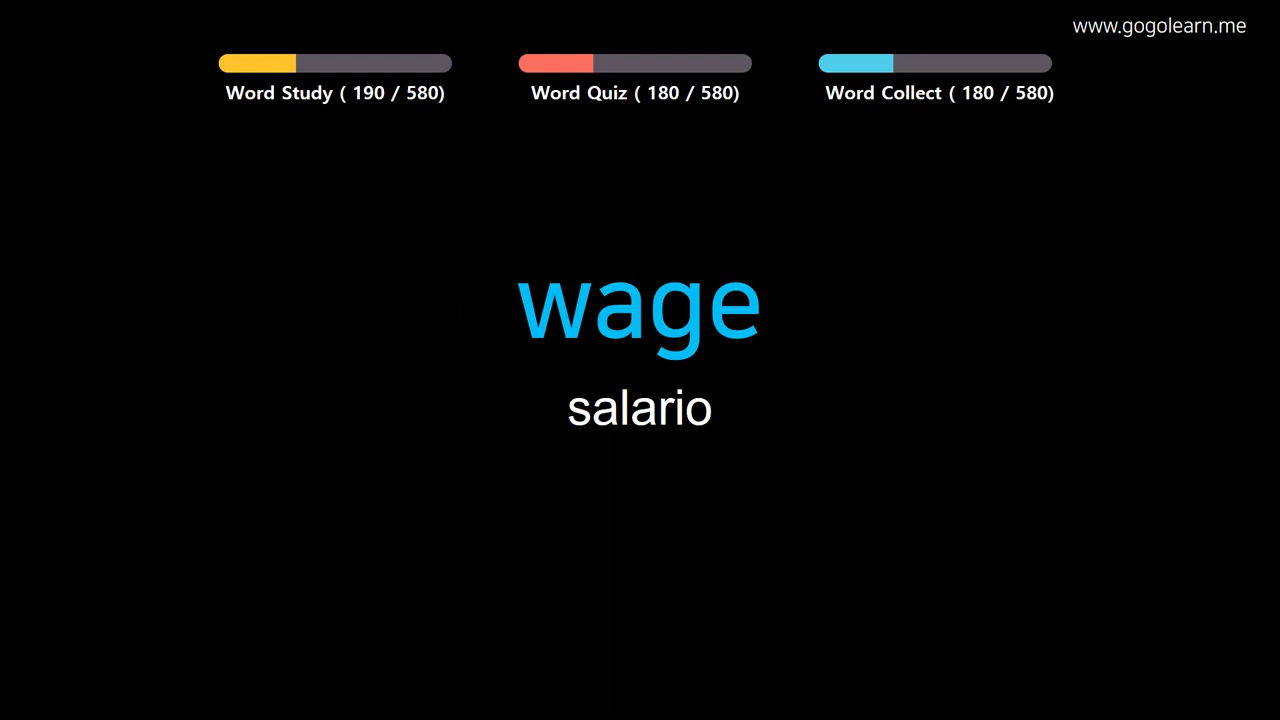 www.gogolearn.me
Word Study ( 190 / 580)
Word Quiz ( 180 / 580)
Word Collect ( 180 / 580)
wage
salario